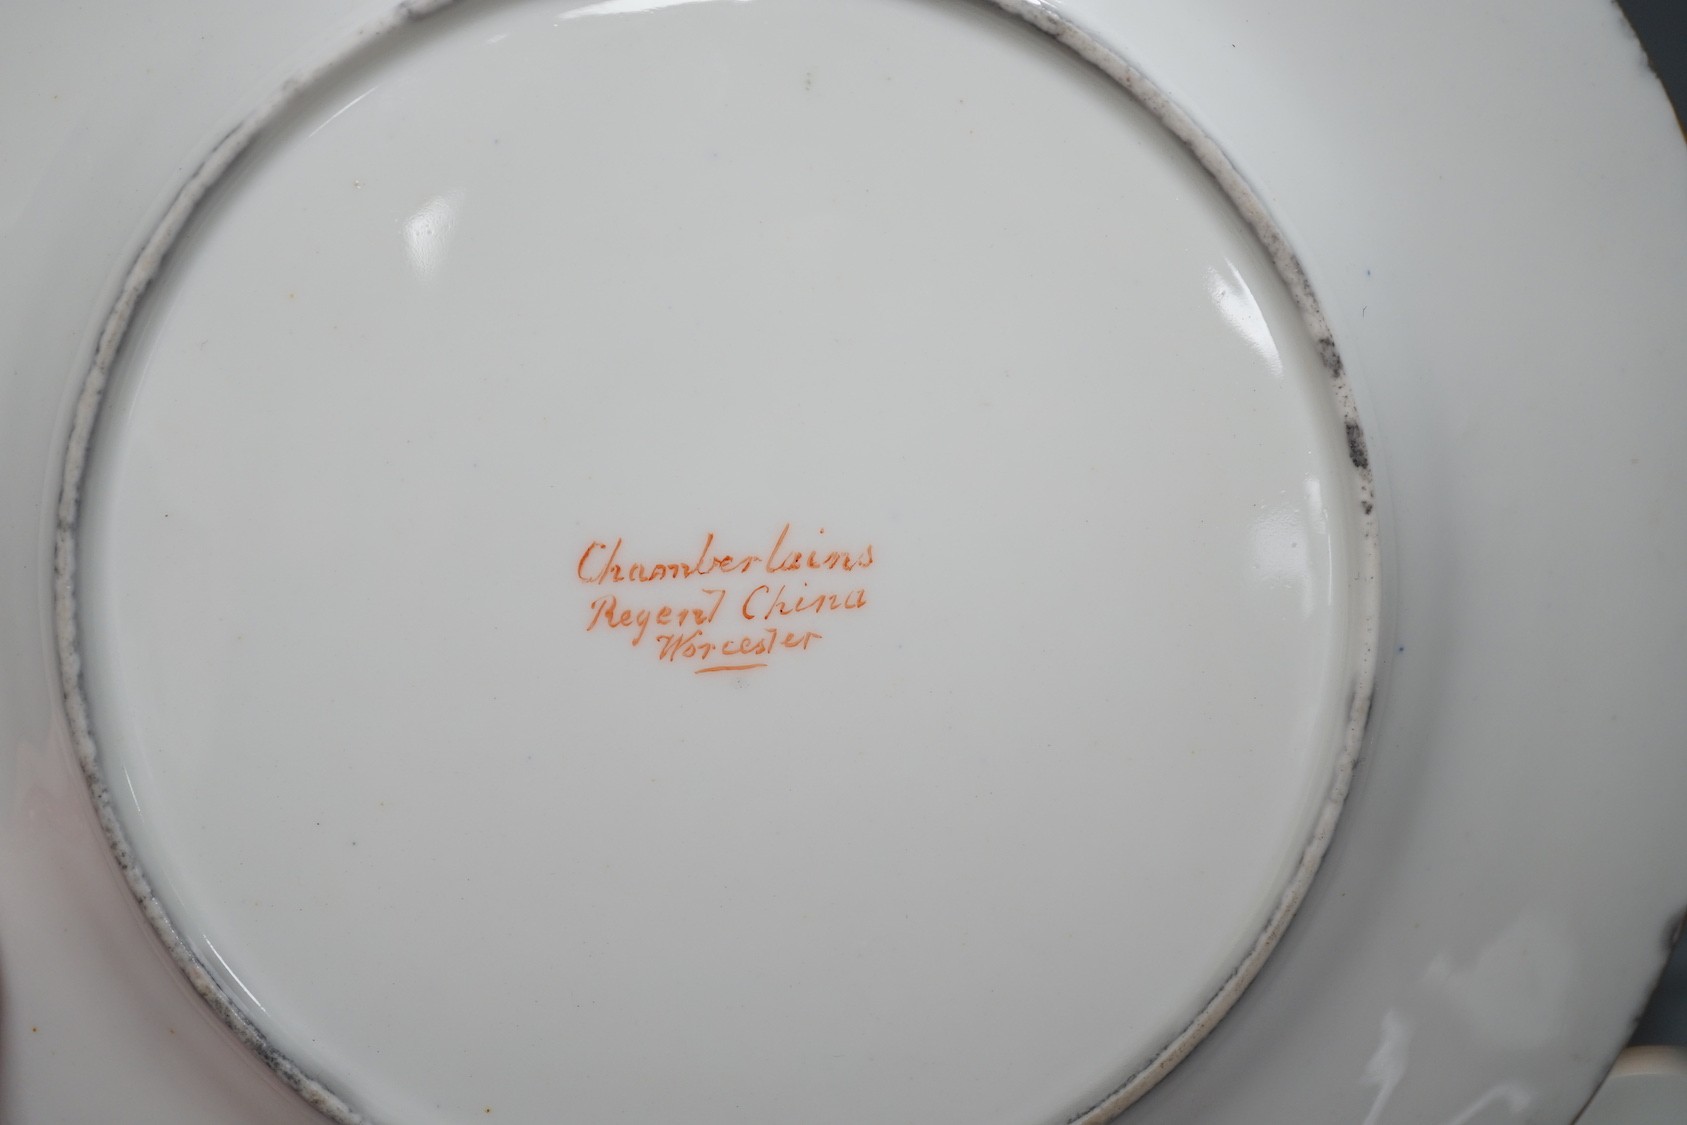 Chamberlains
Regent China
Worcester